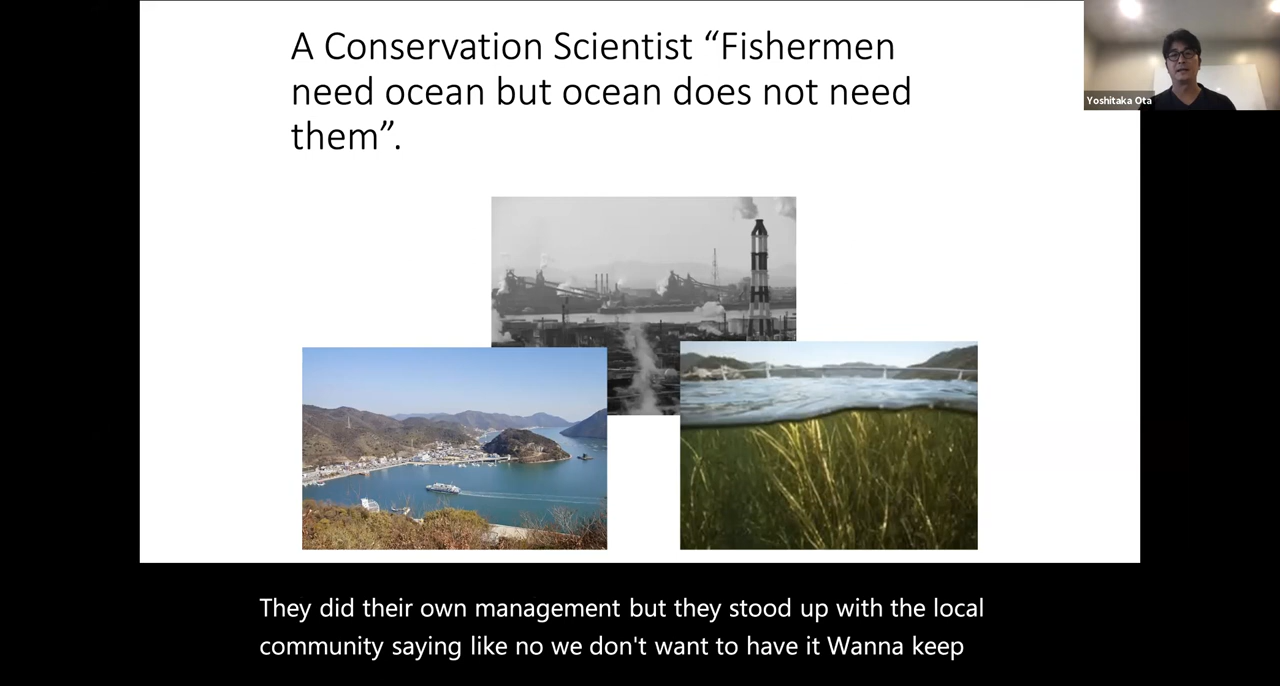 A Conservation Scientist “Fishermen
need ocean but ocean does not need
them”.
Yoshitaka Ota
They did their own management but they stood up with the local
community saying like no we don't want to have it Wanna keep